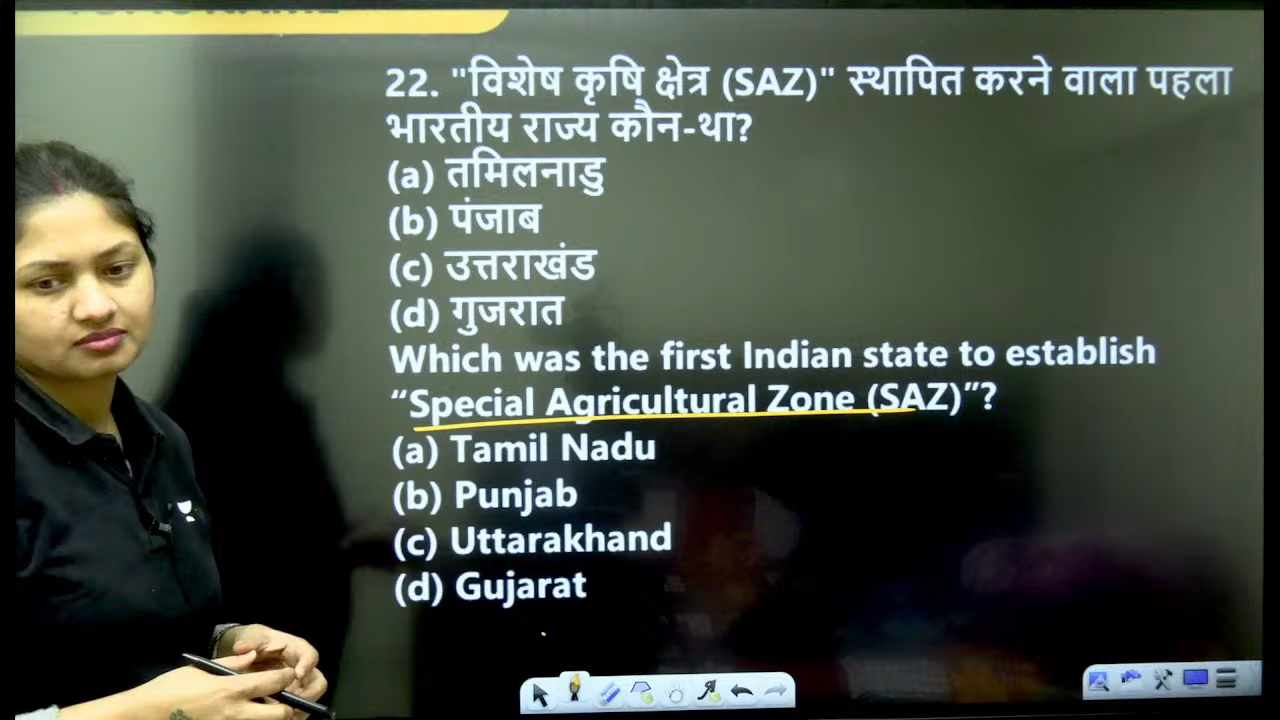 22. "विशेष कृषि क्षेत्र (SAZ)" स्थापित करने वाला पहला
भारतीय राज्य कौन-था?
(a) तमिलनाडु
(b) पंजाब
(c) उत्तराखंड
(d) गुजरात
Which was the first Indian state to establish
“Special Agricultural Zone (SAZ)”?
(a) Tamil Nadu
(b) Punjab
(c) Uttarakhand
(d) Gujarat